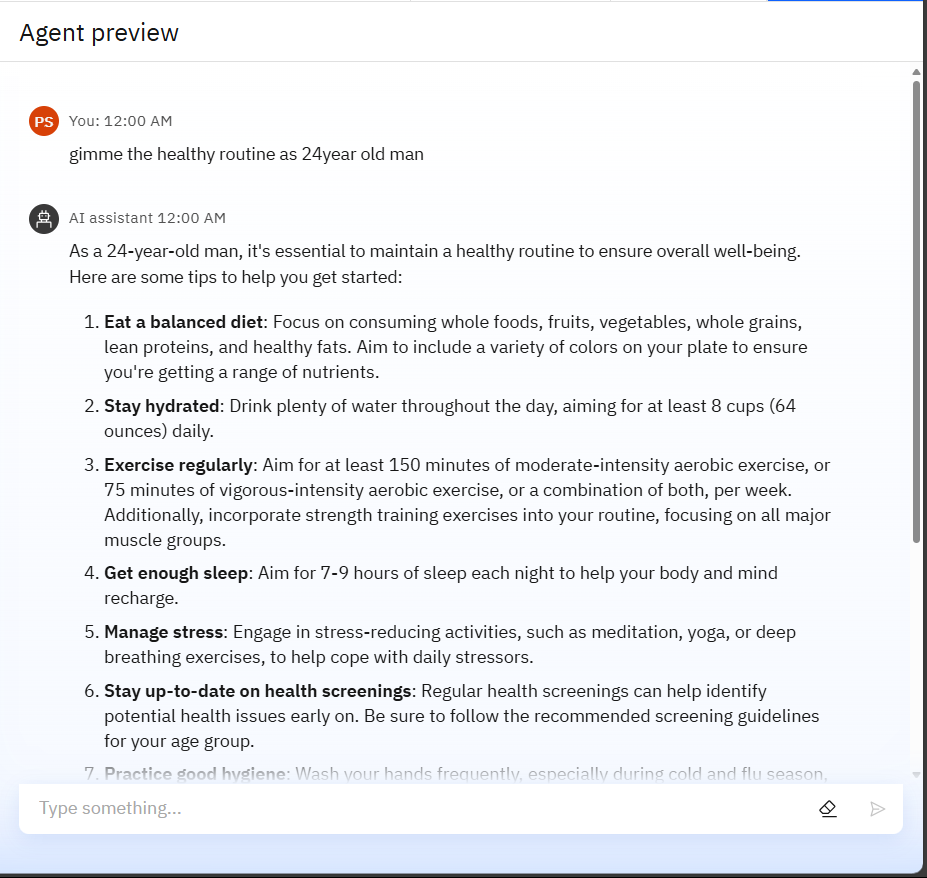 Agent preview
PS
You: 12:00 AM
gimme the healthy routine as 24year old man
AI assistant 12:00 AM
As a 24-year-old man, it's essential to maintain a healthy routine to ensure overall well-being.
Here are some tips to help you get started:
1. Eat a balanced diet: Focus on consuming whole foods, fruits, vegetables, whole grains,
lean proteins, and healthy fats. Aim to include a variety of colors on your plate to ensure
you're getting a range of nutrients.
2. Stay hydrated: Drink plenty of water throughout the day, aiming for at least 8 cups (64
ounces) daily.
3. Exercise regularly: Aim for at least 150 minutes of moderate-intensity aerobic exercise, or
75 minutes of vigorous-intensity aerobic exercise, or a combination of both, per week.
Additionally, incorporate strength training exercises into your routine, focusing on all major
muscle groups.
4. Get enough sleep: Aim for 7-9 hours of sleep each night to help your body and mind
recharge.
5. Manage stress: Engage in stress-reducing activities, such as meditation, yoga, or deep
breathing exercises, to help cope with daily stressors.
6. Stay up-to-date on health screenings: Regular health screenings can help identify
potential health issues early on. Be sure to follow the recommended screening guidelines
for your age group.
7. Practice good hygiene: Wash your hands frequently, especially during cold and flu season,
Type something...